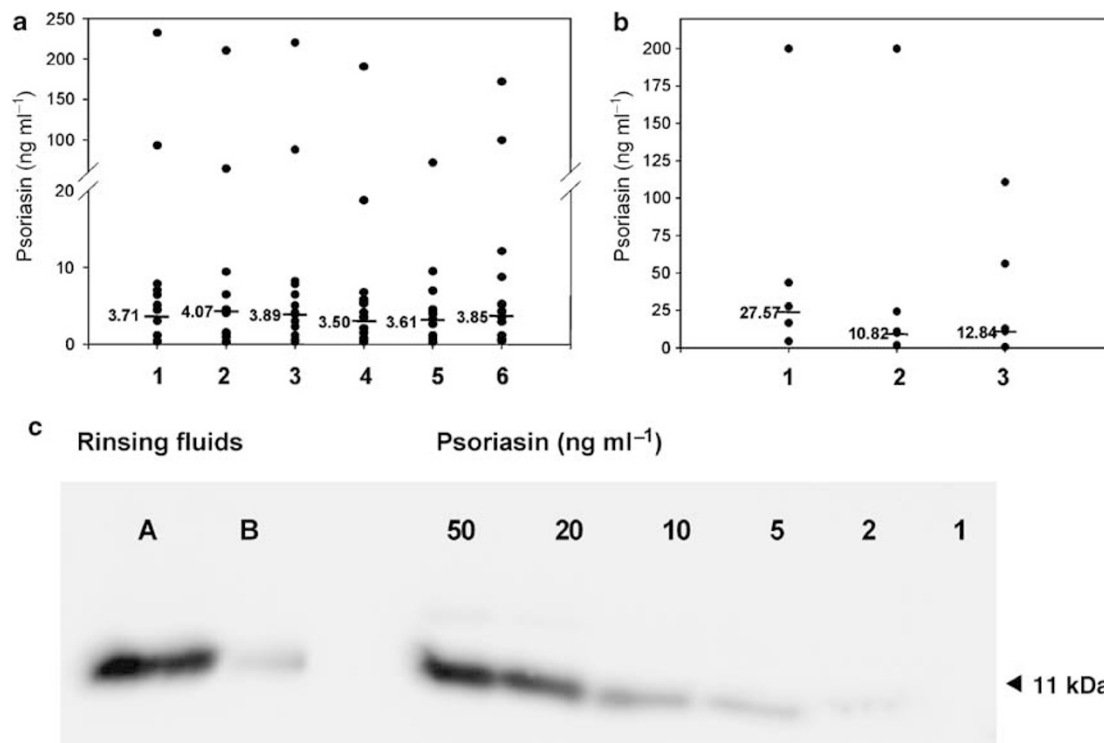 a
Psoriasin (ng ml⁻¹)
250
200
150
100
20
10
0
3.71
4.07
3.89
3.50
3.61
3.85
1 2 3 4 5 6
b
Psoriasin (ng ml⁻¹)
200
175
150
125
100
75
50
25
0
27.57
10.82
12.84
1 2 3
c
Rinsing fluids Psoriasin (ng ml⁻¹)
A B 50 20 10 5 2 1
◄ 11 kDa